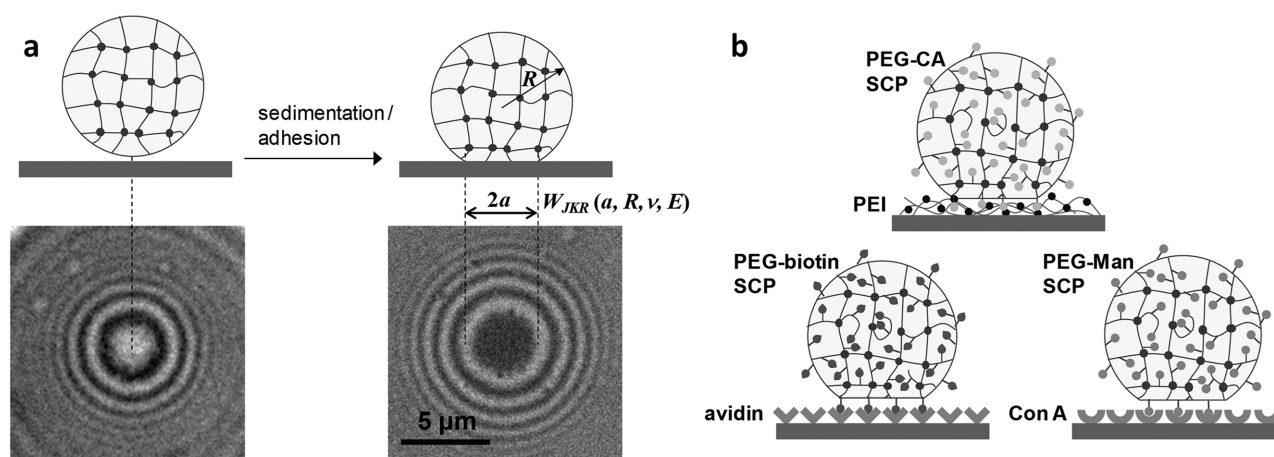 a
sedimentation/
adhesion
R
2a
W_JKR (a, R, ν, E)
5 µm
b
PEG-CA
SCP
PEI
PEG-biotin
SCP
avidin
PEG-Man
SCP
Con A